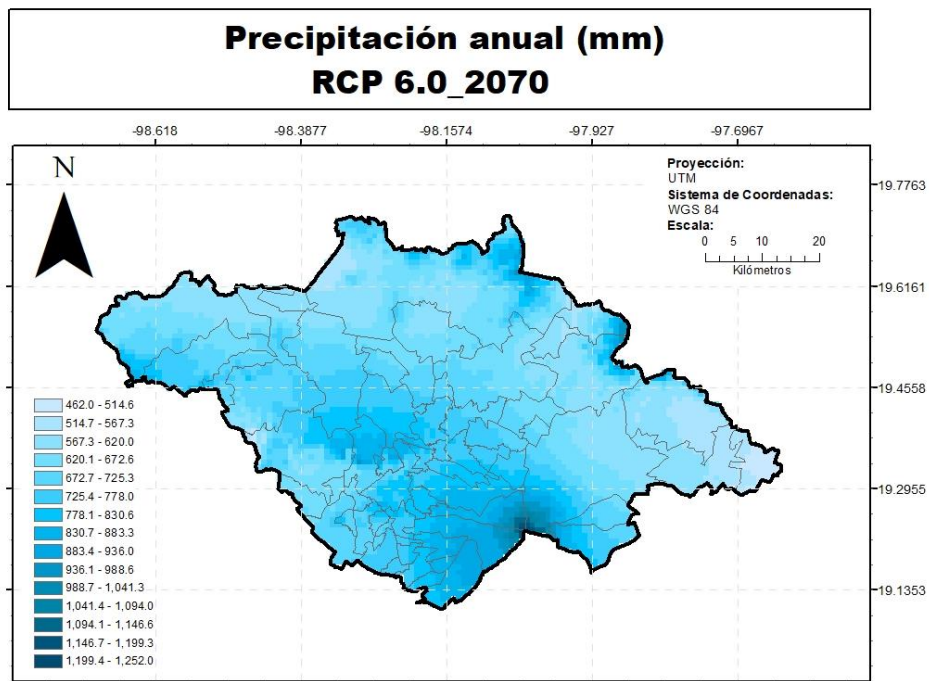 Precipitación anual (mm)
RCP 6.0_2070
-98.618 -98.3877 -98.1574 -97.927 -97.6967
N
Proyección:
UTM
Sistema de Coordenadas:
WGS 84
Escala:
0 5 10 20
Kilómetros
19.7763
19.6161
19.4558
19.2955
19.1353
462.0 - 514.6
514.7 - 567.3
567.3 - 620.0
620.1 - 672.6
672.7 - 725.3
725.4 - 778.0
778.1 - 830.6
830.7 - 883.3
883.4 - 936.0
936.1 - 988.6
988.7 - 1,041.3
1,041.4 - 1,094.0
1,094.1 - 1,146.6
1,146.7 - 1,199.3
1,199.4 - 1,252.0